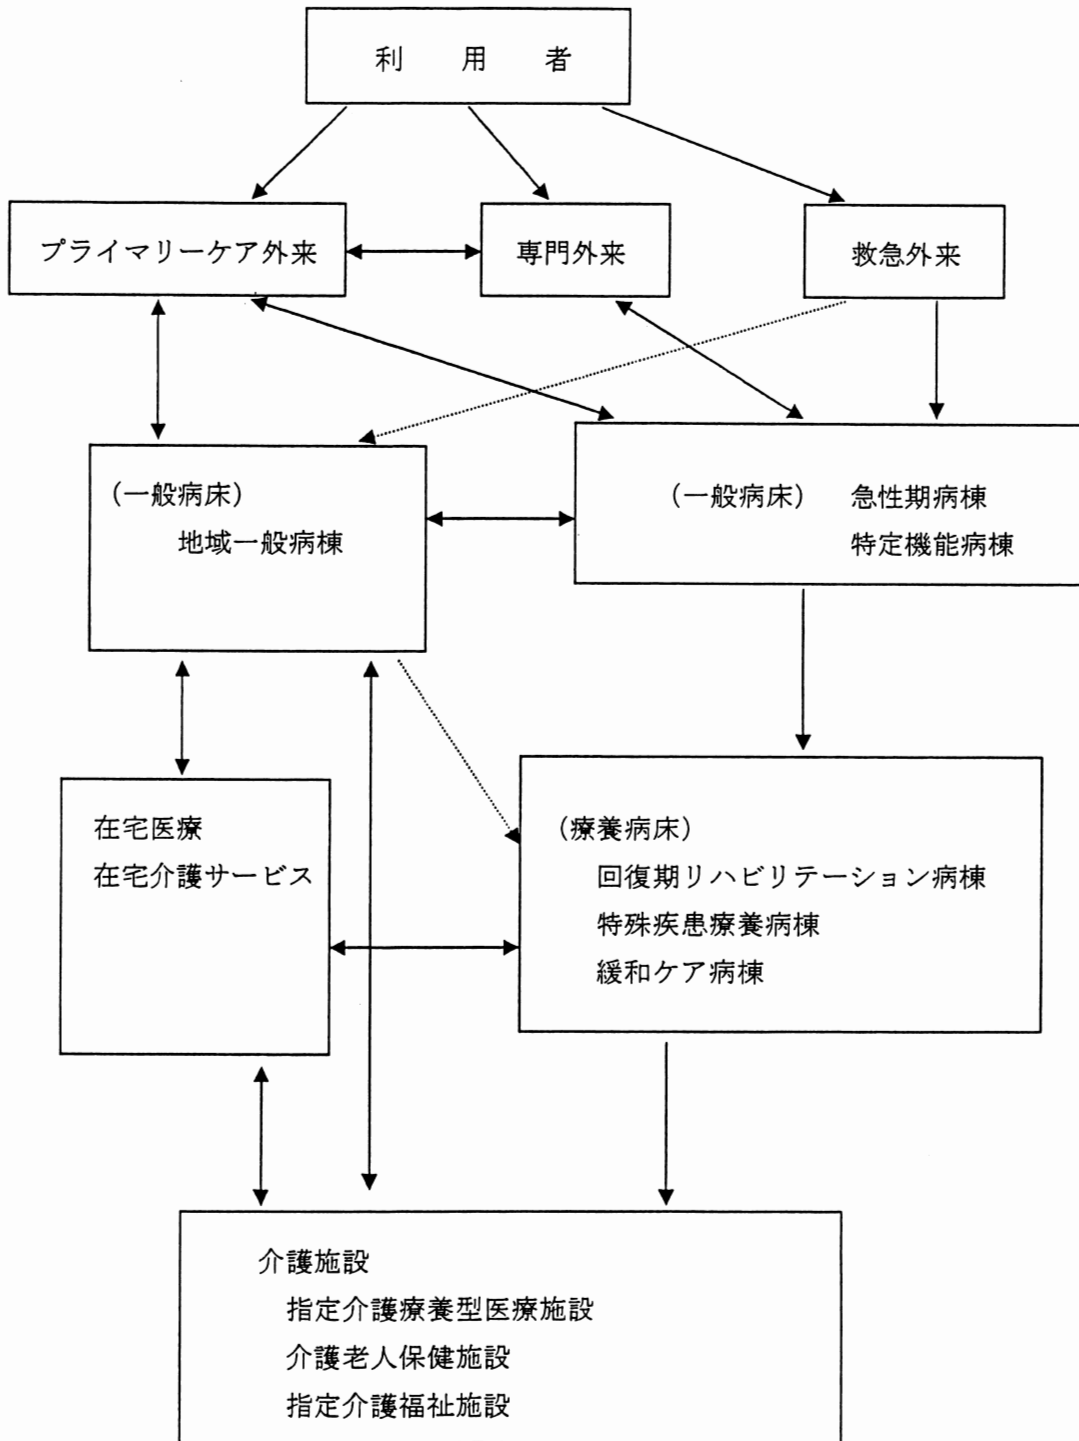 利　用　者
プライマリーケア外来
専門外来
救急外来
（一般病床）
地域一般病棟
（一般病床）　急性期病棟
特定機能病棟
在宅医療
在宅介護サービス
（療養病床）
回復期リハビリテーション病棟
特殊疾患療養病棟
緩和ケア病棟
介護施設
指定介護療養型医療施設
介護老人保健施設
指定介護福祉施設